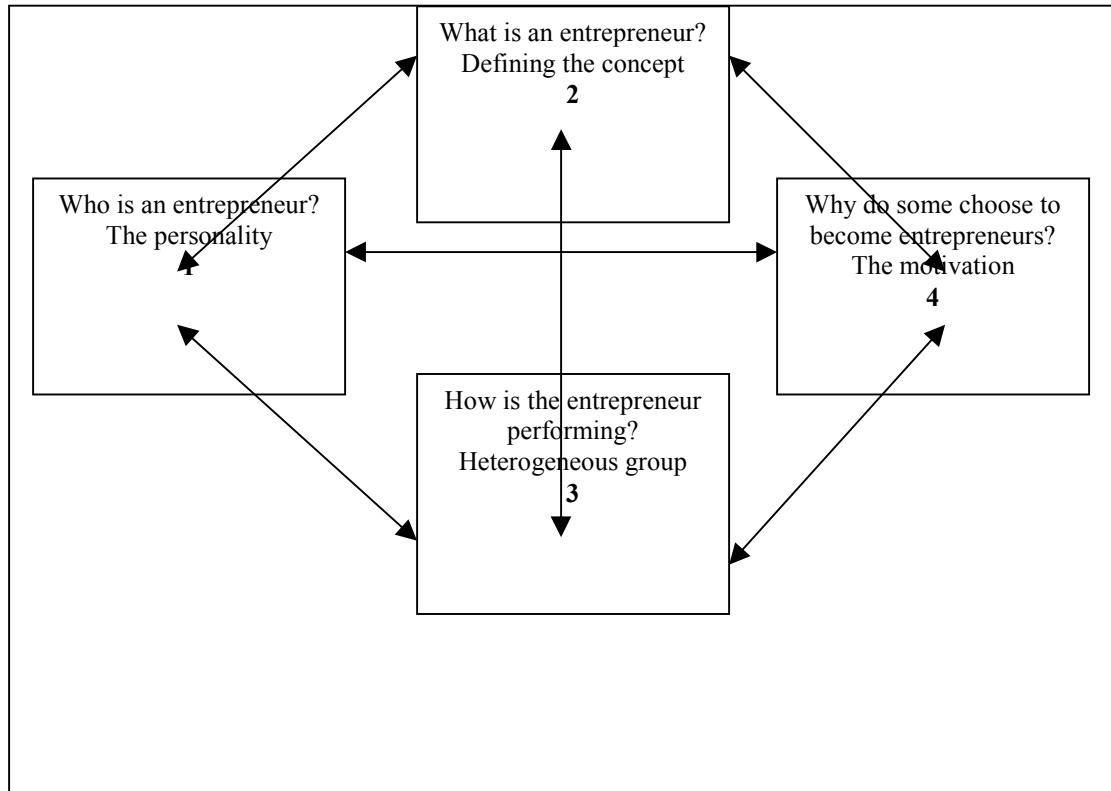 What is an entrepreneur?
Defining the concept
2
Who is an entrepreneur?
The personality
1
Why do some choose to
become entrepreneurs?
The motivation
4
How is the entrepreneur
performing?
Heterogeneous group
3